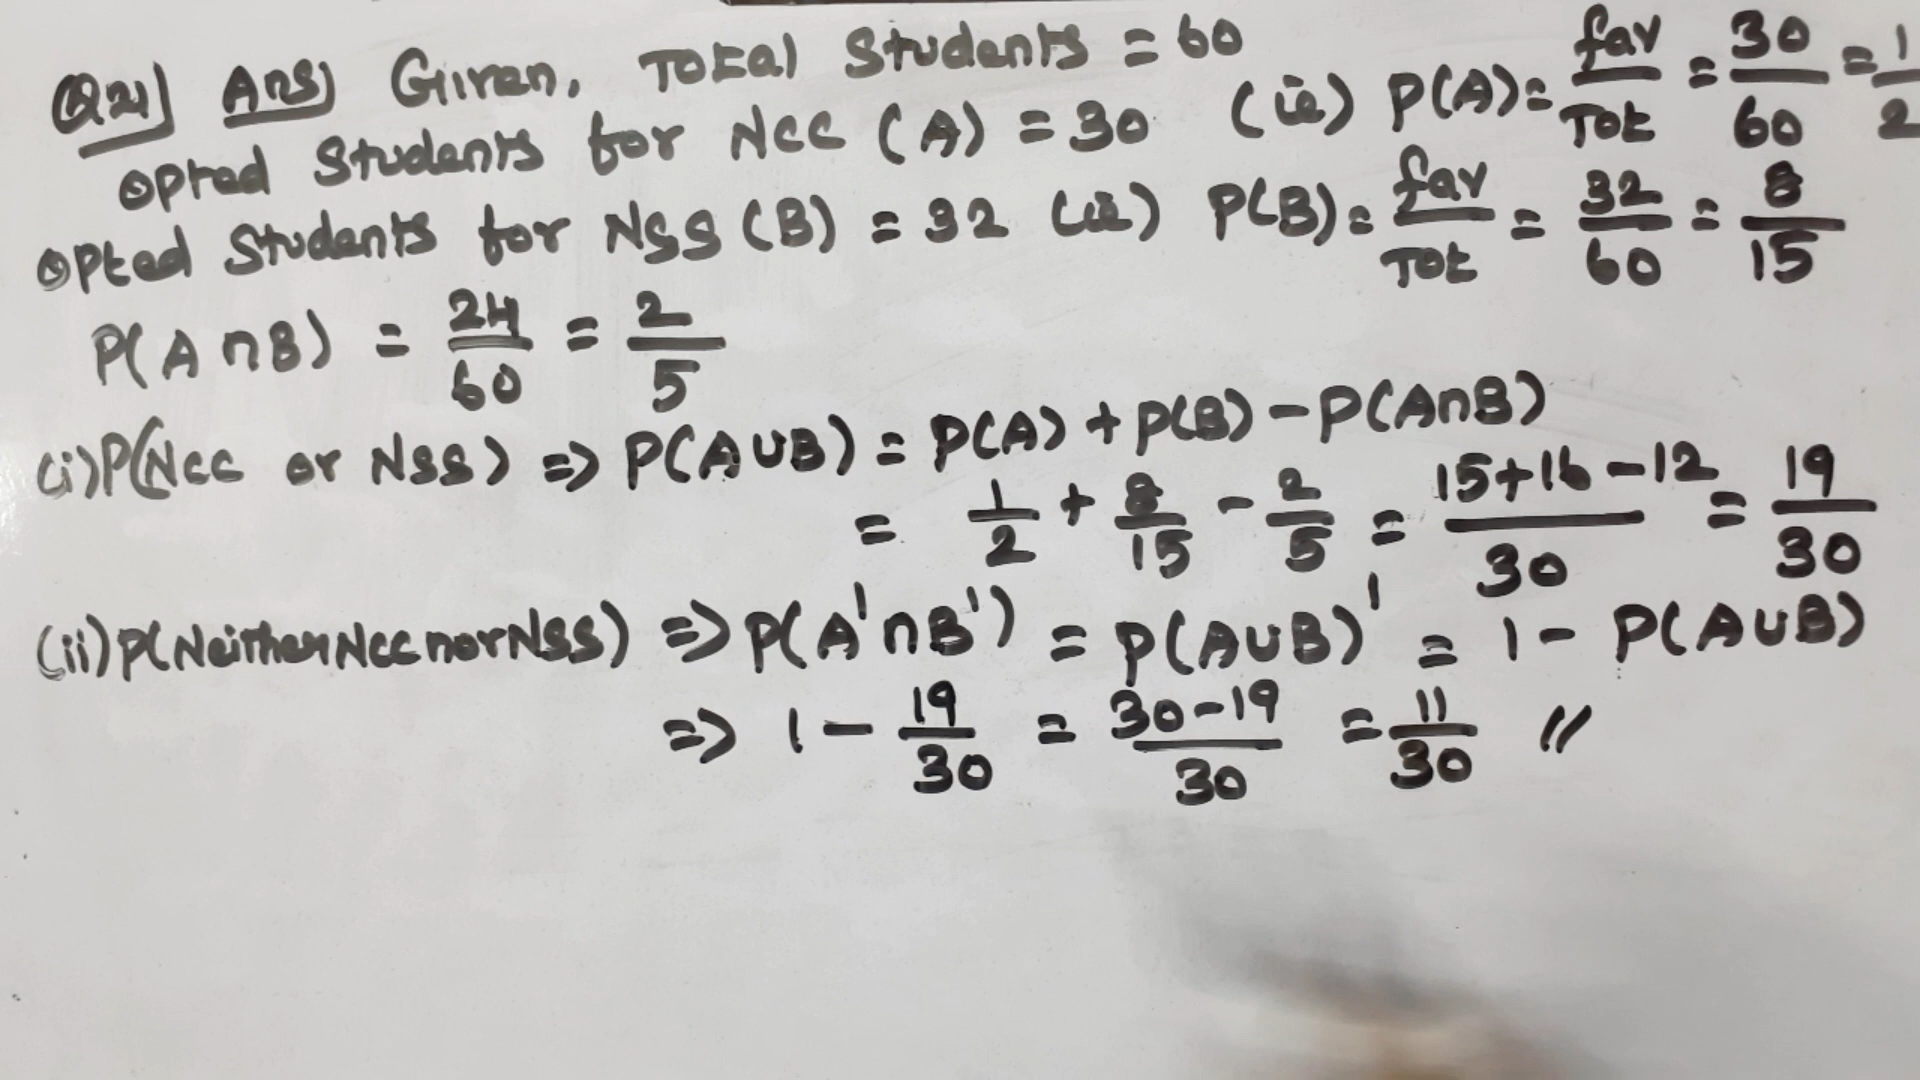 Q21) Ans) Given, Total Students = 60
Opted Students for NCC (A) = 30 (ie) P(A) = fav/Tot = 30/60 = 1/2
Opted Students for NSS (B) = 32 (ie) P(B) = fav/Tot = 32/60 = 8/15
P(A∩B) = 24/60 = 2/5
(i) P(NCC or NSS) => P(A∪B) = P(A) + P(B) - P(A∩B)
= 1/2 + 8/15 - 2/5 = 15+16-12/30 = 19/30
(ii) P(Neither NCC nor NSS) => P(A'∩B') = P(A∪B)' = 1 - P(A∪B)
=> 1 - 19/30 = 30-19/30 = 11/30 //